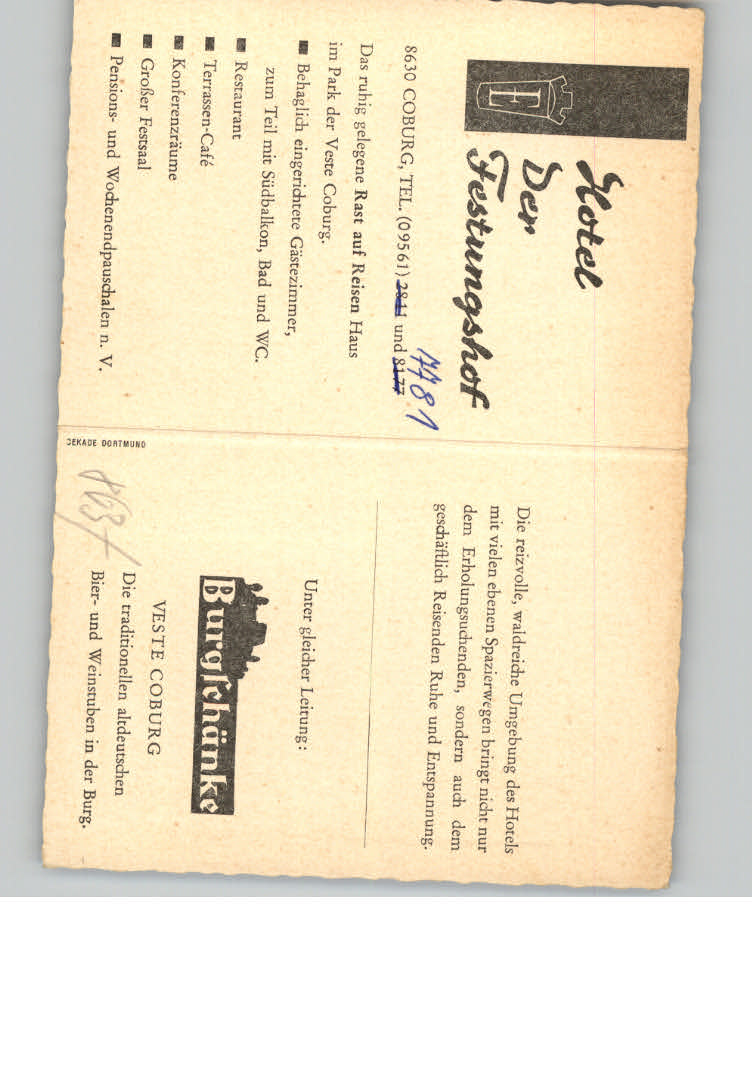 F
Hotel
Der
Festungshof
8630 COBURG, TEL. (09561) 2811 und 8177
7781
Das ruhig gelegene Rast auf Reisen Haus
im Park der Veste Coburg.
■ Behaglich eingerichtete Gästezimmer,
zum Teil mit Südbalkon, Bad und WC.
■ Restaurant
■ Terrassen-Café
■ Konferenzräume
■ Großer Festsaal
■ Pensions- und Wochenendpauschalen n. V.
DEKADE DORTMUND
Die reizvolle, waldreiche Umgebung des Hotels
mit vielen ebenen Spazierwegen bringt nicht nur
dem Erholungsuchenden, sondern auch dem
geschäftlich Reisenden Ruhe und Entspannung.
Unter gleicher Leitung:
Burgschänke
VESTE COBURG
Die traditionellen altdeutschen
Bier- und Weinstuben in der Burg.